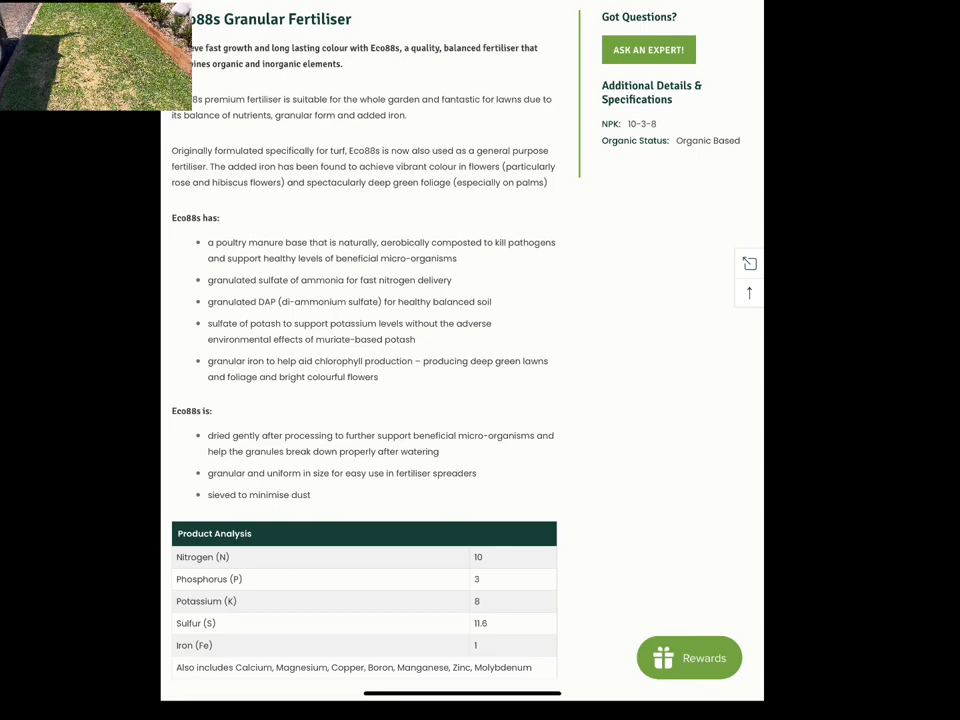 o88s Granular Fertiliser
ve fast growth and long lasting colour with Eco88s, a quality, balanced fertiliser that
ines organic and inorganic elements.
8s premium fertiliser is suitable for the whole garden and fantastic for lawns due to
its balance of nutrients, granular form and added iron.
Originally formulated specifically for turf, Eco88s is now also used as a general purpose
fertiliser. The added iron has been found to achieve vibrant colour in flowers (particularly
rose and hibiscus flowers) and spectacularly deep green foliage (especially on palms)
Eco88s has:
• a poultry manure base that is naturally, aerobically composted to kill pathogens
and support healthy levels of beneficial micro-organisms
• granulated sulfate of ammonia for fast nitrogen delivery
• granulated DAP (di-ammonium sulfate) for healthy balanced soil
• sulfate of potash to support potassium levels without the adverse
environmental effects of muriate-based potash
• granular iron to help aid chlorophyll production – producing deep green lawns
and foliage and bright colourful flowers
Eco88s is:
• dried gently after processing to further support beneficial micro-organisms and
help the granules break down properly after watering
• granular and uniform in size for easy use in fertiliser spreaders
• sieved to minimise dust
Product Analysis
Nitrogen (N) 10
Phosphorus (P) 3
Potassium (K) 8
Sulfur (S) 11.6
Iron (Fe) 1
Also includes Calcium, Magnesium, Copper, Boron, Manganese, Zinc, Molybdenum
Got Questions?
ASK AN EXPERT!
Additional Details &
Specifications
NPK: 10-3-8
Organic Status: Organic Based
Rewards